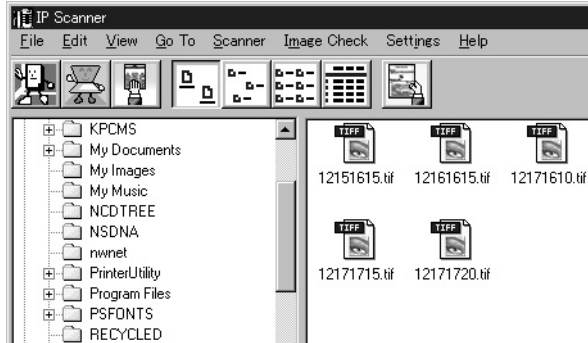 IP Scanner
File Edit View Go To Scanner Image Check Settings Help
KPCMS
My Documents
My Images
My Music
NCDTREE
NSDNA
nwnet
PrinterUtility
Program Files
PSFONTS
RECYCLED
TIFF TIFF TIFF
12151615.tif 12161615.tif 12171610.tif
TIFF TIFF
12171715.tif 12171720.tif